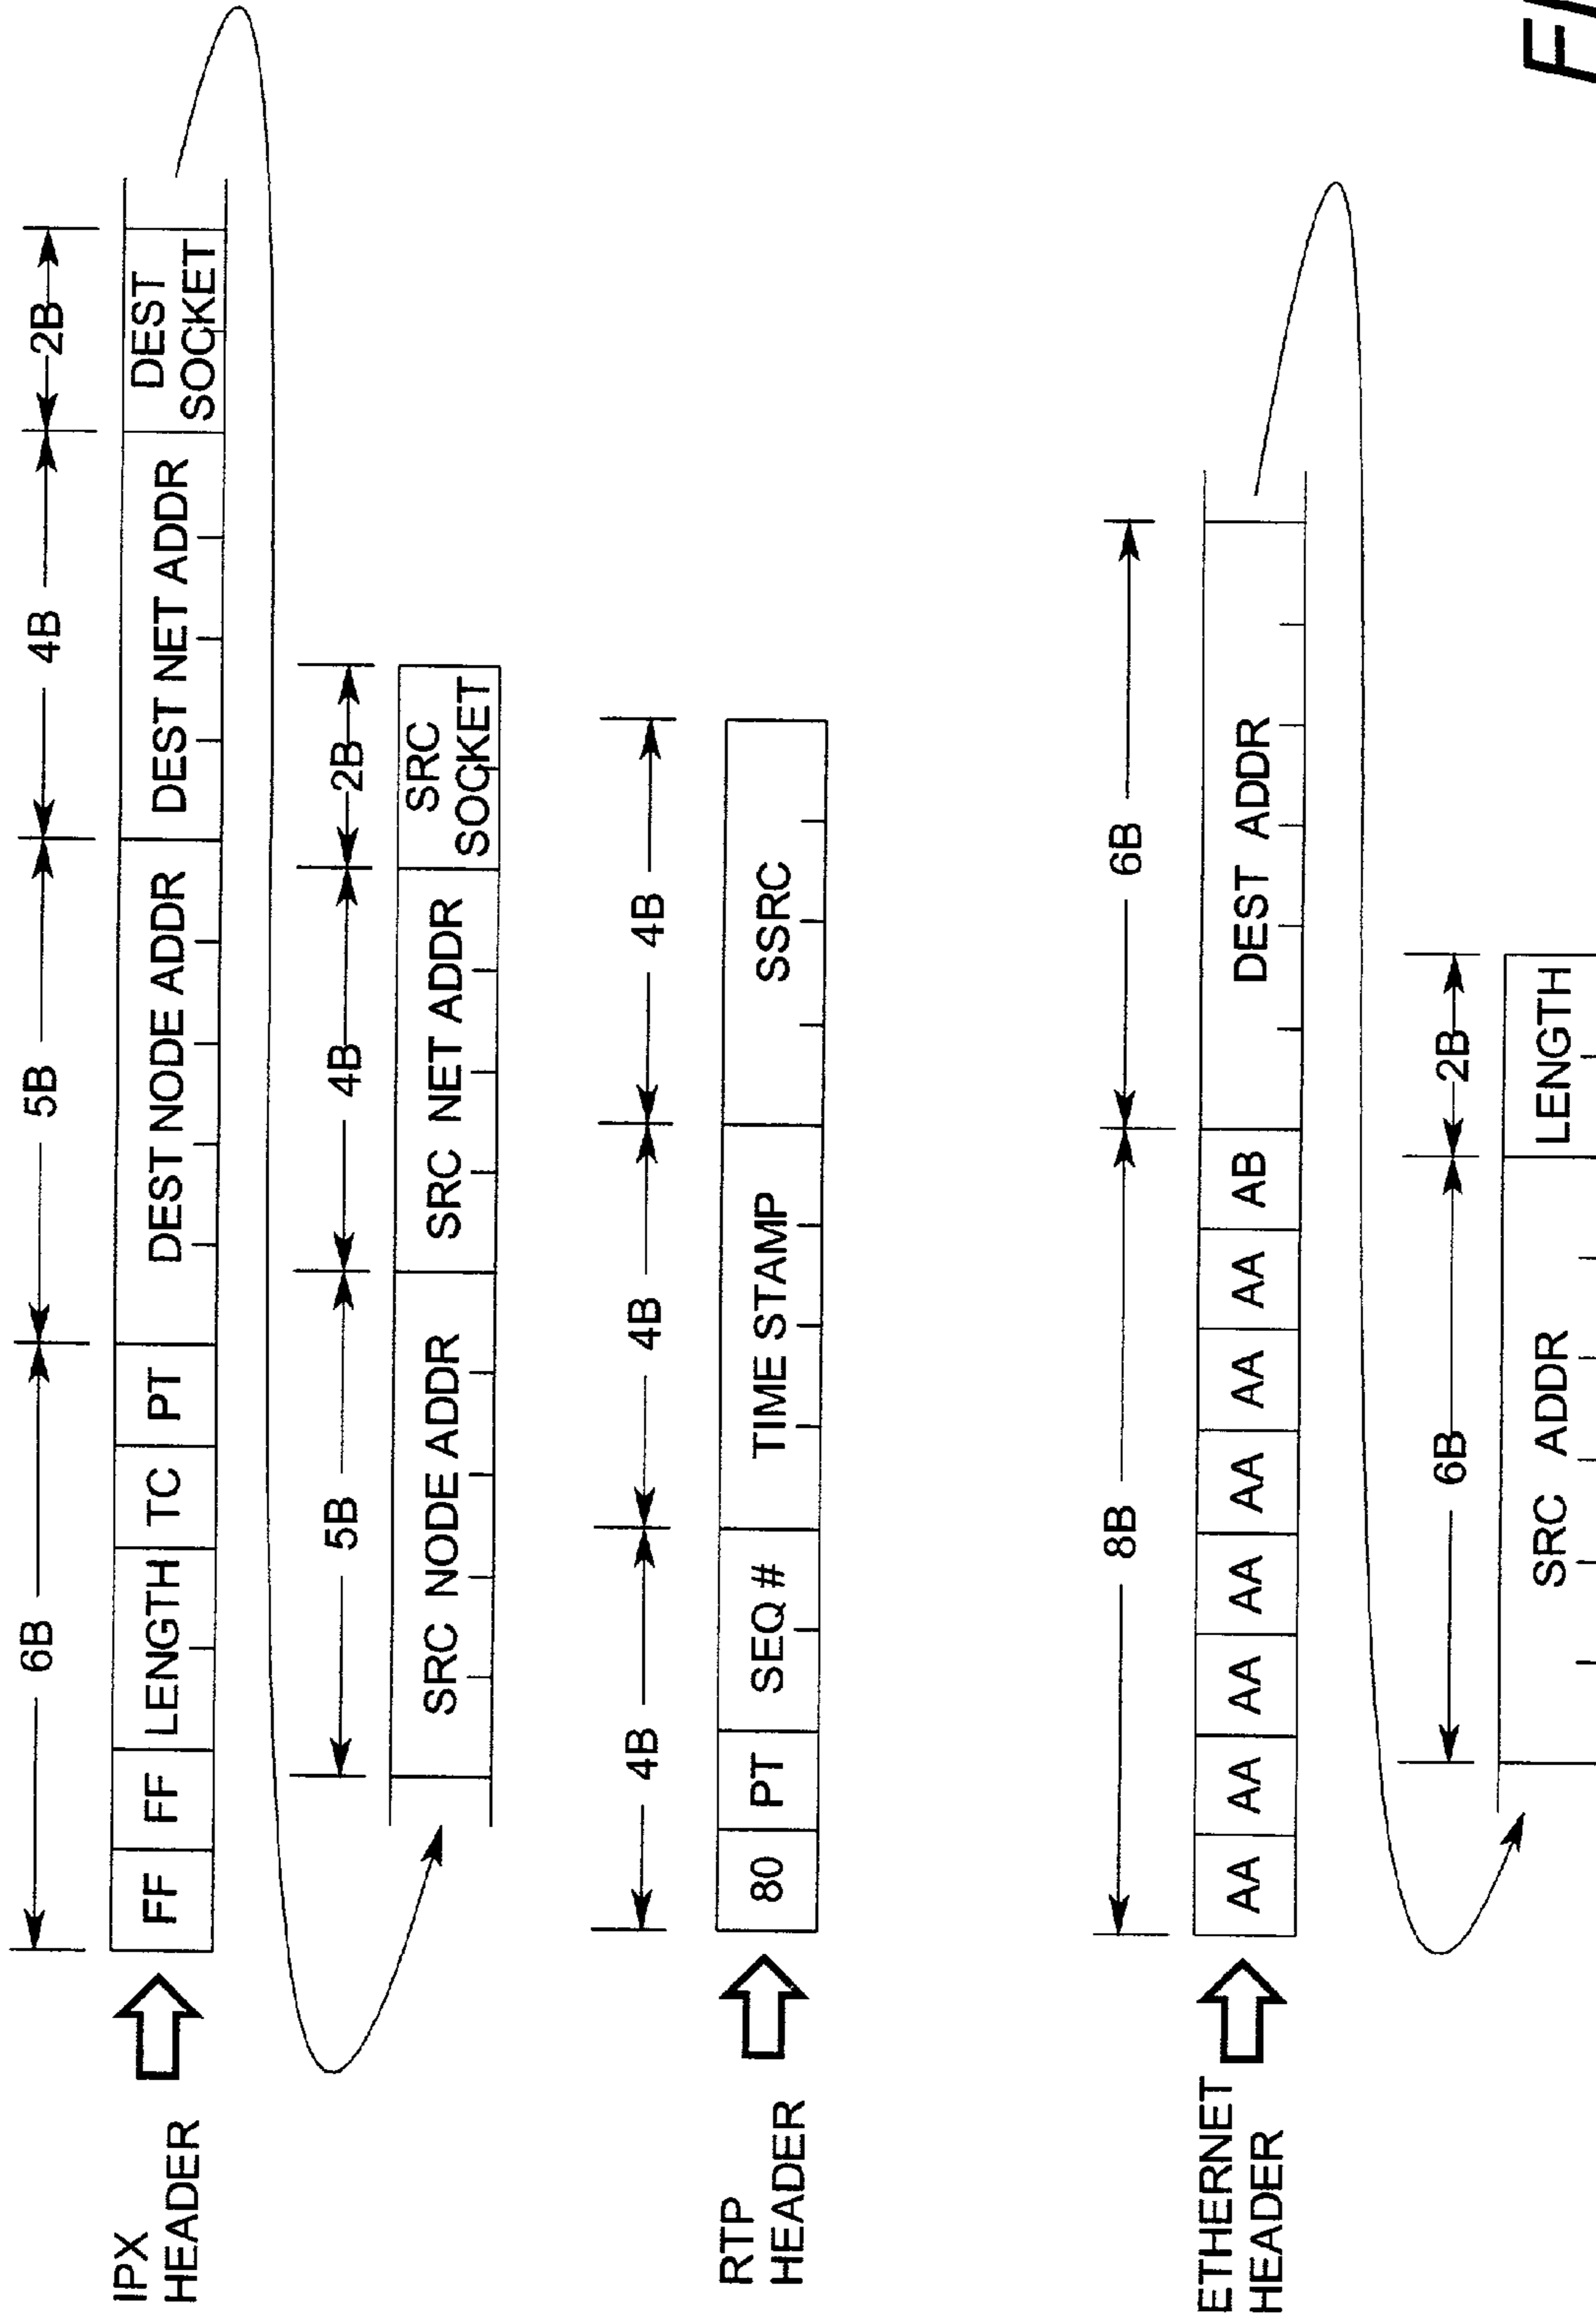 IPX
HEADER
6B
5B
4B
2B
FF FF LENGTH TC PT DEST NODE ADDR DEST NET ADDR DEST
SOCKET
5B
4B
2B
SRC NODE ADDR SRC NET ADDR SRC
SOCKET
RTP
HEADER
4B
4B
4B
80 PT SEQ # TIME STAMP SSRC
ETHERNET
HEADER
8B
6B
AA AA AA AA AA AA AA AB DEST ADDR
6B
2B
SRC ADDR LENGTH